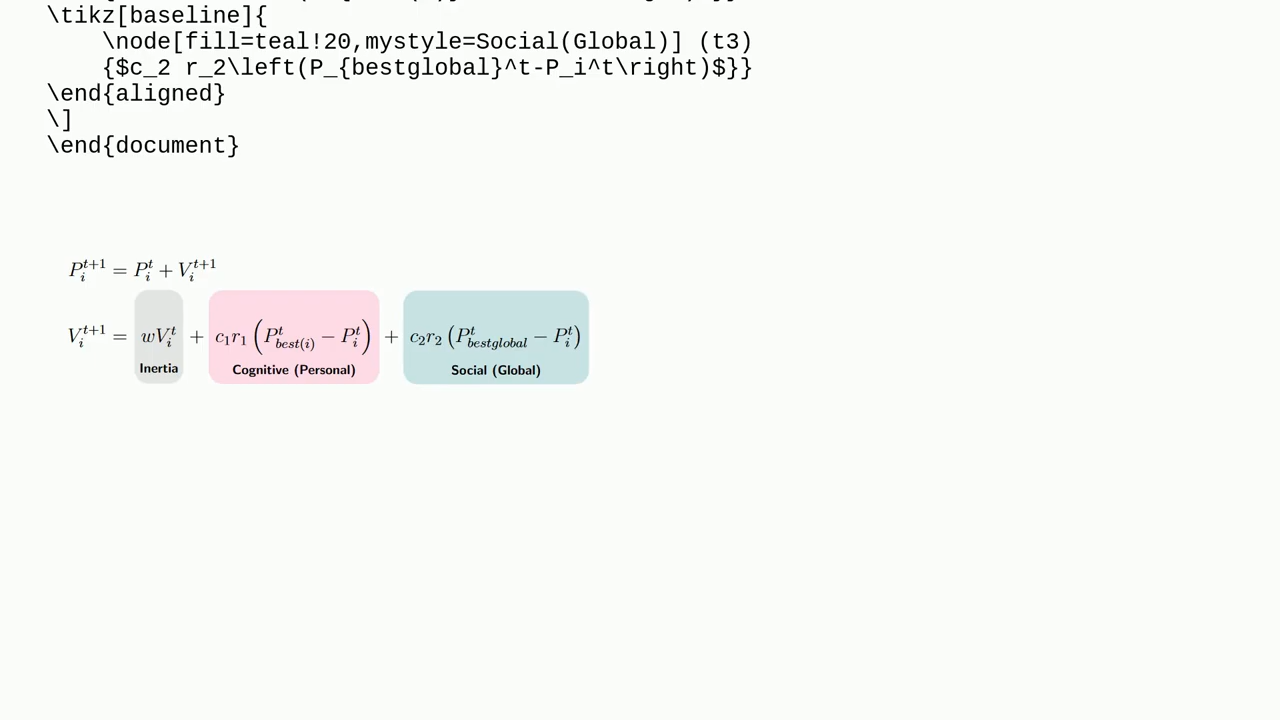 \tikz[baseline]{
\node[fill=teal!20,mystyle=Social(Global)] (t3)
{$c_2 r_2\left(P_{bestglobal}^t-P_i^t\right)$}}
\end{aligned}
\]
\end{document}
P_i^{t+1} = P_i^t + V_i^{t+1}
V_i^{t+1} = wV_i^t + c_1r_1(P_{best(i)}^t − P_i^t) + c_2r_2(P_{bestglobal}^t − P_i^t)
Inertia Cognitive (Personal) Social (Global)